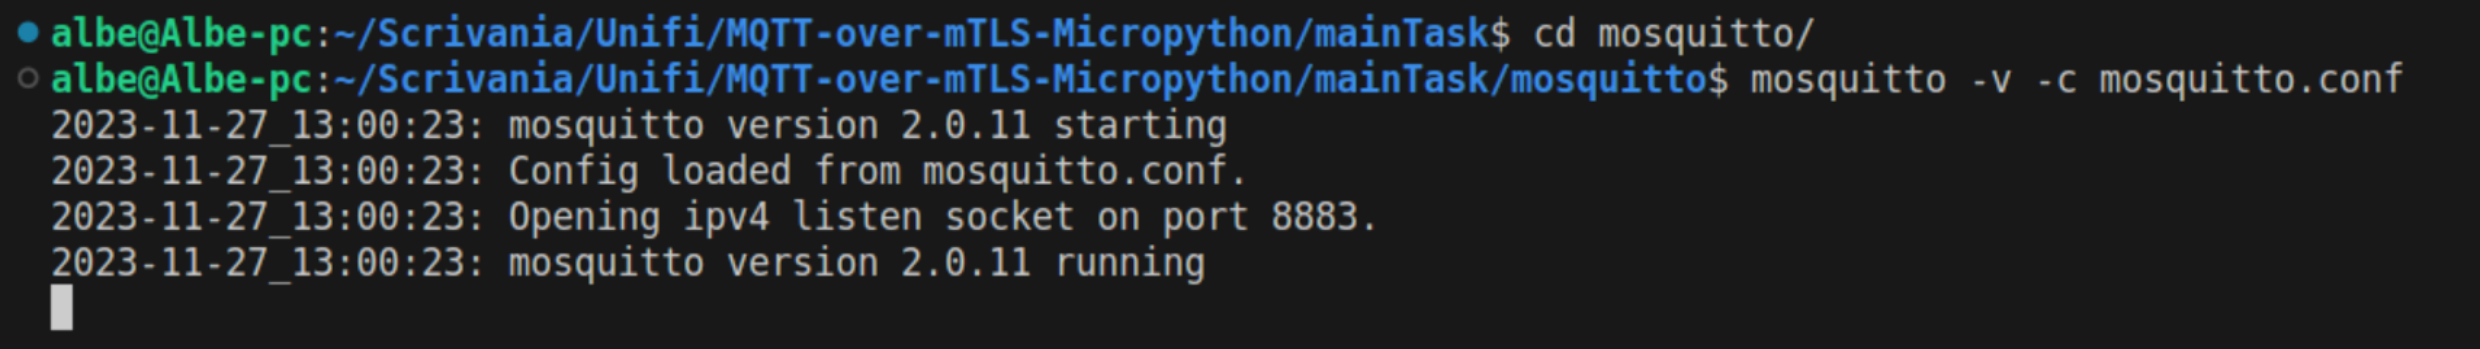 albe@Albe-pc:~/Scrivania/Unifi/MQTT-over-mTLS-Micropython/mainTask$ cd mosquitto/
albe@Albe-pc:~/Scrivania/Unifi/MQTT-over-mTLS-Micropython/mainTask/mosquitto$ mosquitto -v -c mosquitto.conf
2023-11-27_13:00:23: mosquitto version 2.0.11 starting
2023-11-27_13:00:23: Config loaded from mosquitto.conf.
2023-11-27_13:00:23: Opening ipv4 listen socket on port 8883.
2023-11-27_13:00:23: mosquitto version 2.0.11 running